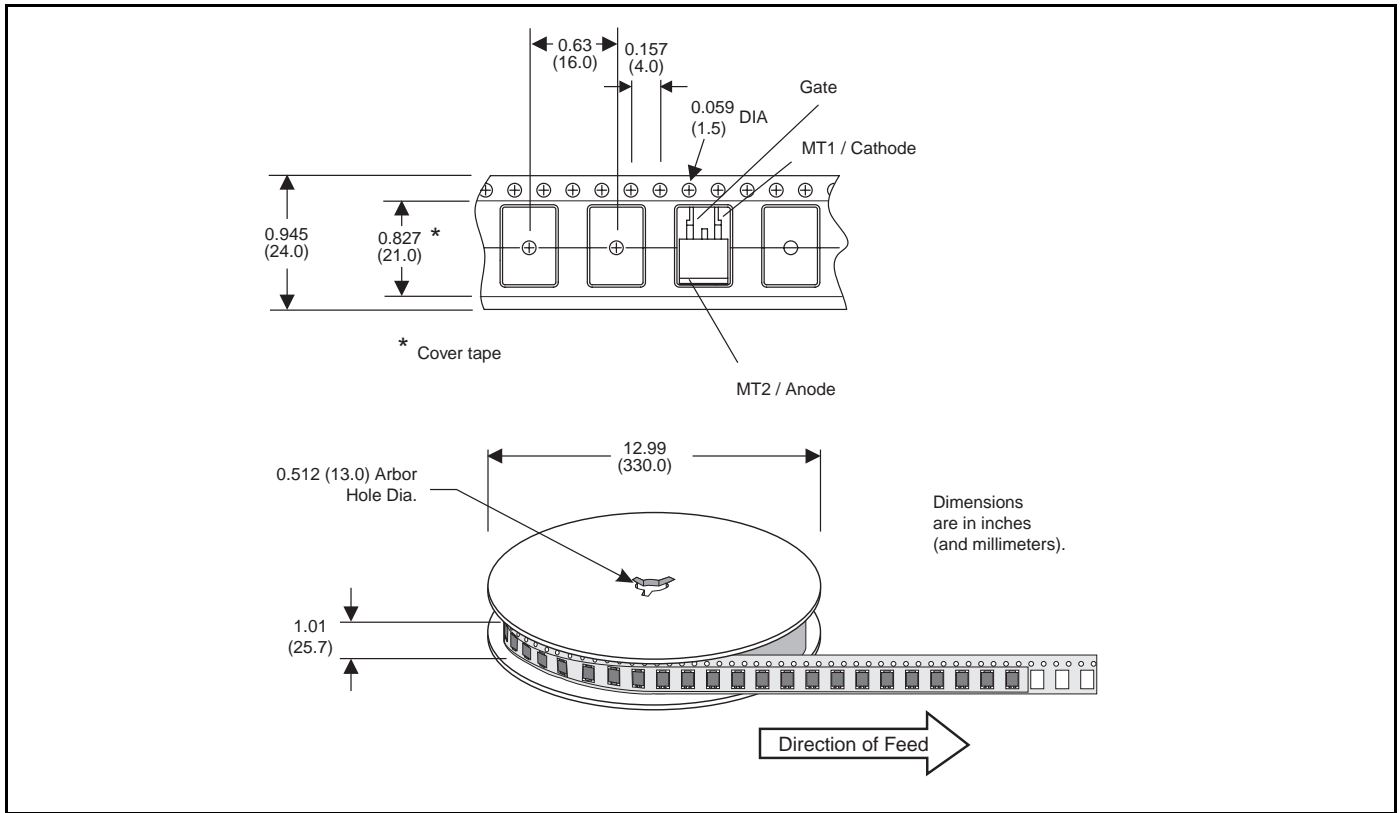 0.63
(16.0)
0.157
(4.0)
Gate
0.059 DIA
(1.5)
MT1 / Cathode
0.945
(24.0)
0.827 *
(21.0)
* Cover tape
MT2 / Anode
12.99
(330.0)
0.512 (13.0) Arbor
Hole Dia.
Dimensions
are in inches
(and millimeters).
1.01
(25.7)
Direction of Feed